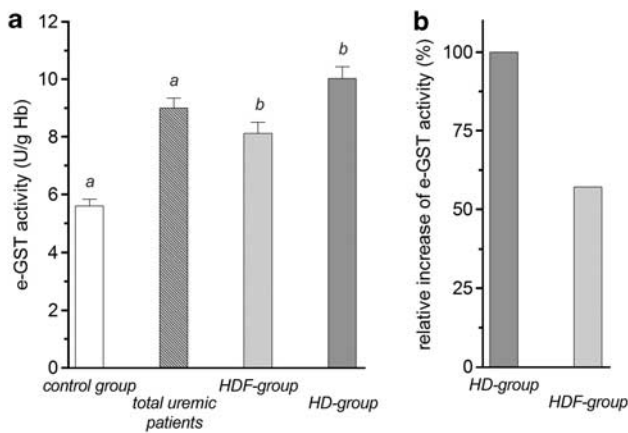 a
e-GST activity (U/g Hb)
12
10
8
6
4
2
0
a
a
b
b
control group
total uremic
patients
HDF-group
HD-group
b
relative increase of e-GST activity (%)
100
75
50
25
0
HD-group
HDF-group